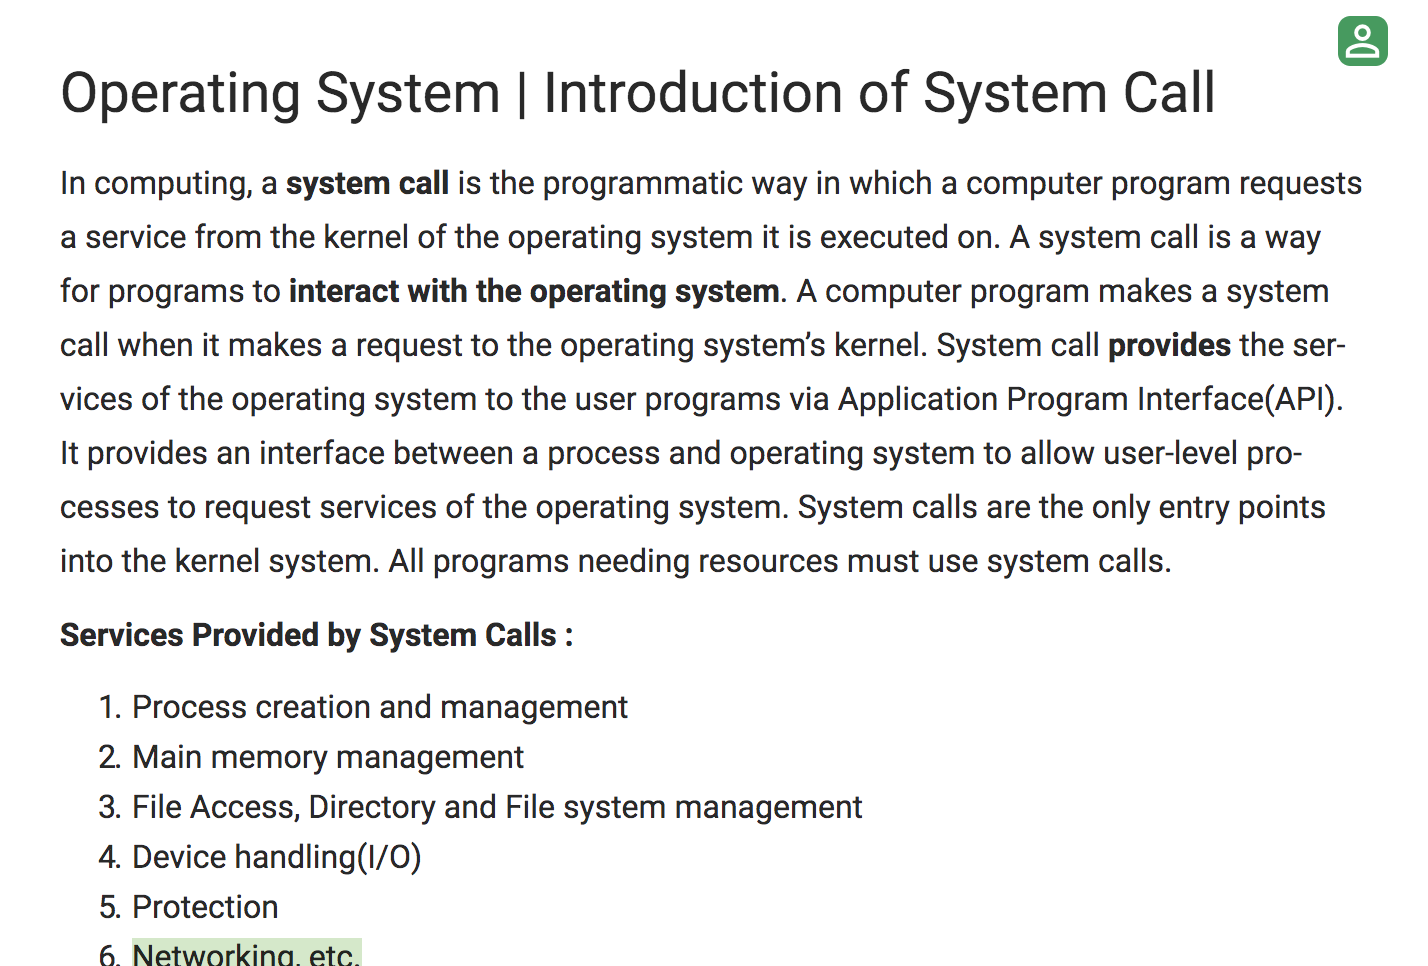 Operating System | Introduction of System Call
In computing, a system call is the programmatic way in which a computer program requests
a service from the kernel of the operating system it is executed on. A system call is a way
for programs to interact with the operating system. A computer program makes a system
call when it makes a request to the operating system’s kernel. System call provides the ser-
vices of the operating system to the user programs via Application Program Interface(API).
It provides an interface between a process and operating system to allow user-level pro-
cesses to request services of the operating system. System calls are the only entry points
into the kernel system. All programs needing resources must use system calls.
Services Provided by System Calls :
1. Process creation and management
2. Main memory management
3. File Access, Directory and File system management
4. Device handling(I/O)
5. Protection
6. Networking, etc.